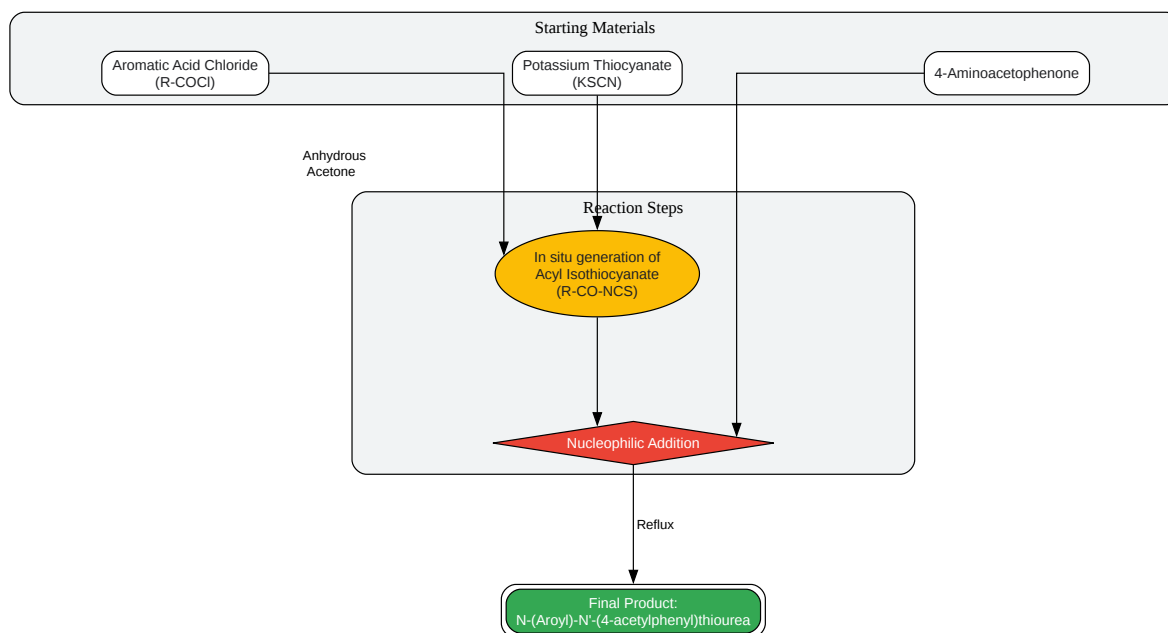 Starting Materials
Aromatic Acid Chloride
(R-COCl)
Potassium Thiocyanate
(KSCN)
4-Aminoacetophenone
Anhydrous
Acetone
Reaction Steps
In situ generation of
Acyl Isothiocyanate
(R-CO-NCS)
Nucleophilic Addition
Reflux
Final Product:
N-(Aroyl)-N'-(4-acetylphenyl)thiourea